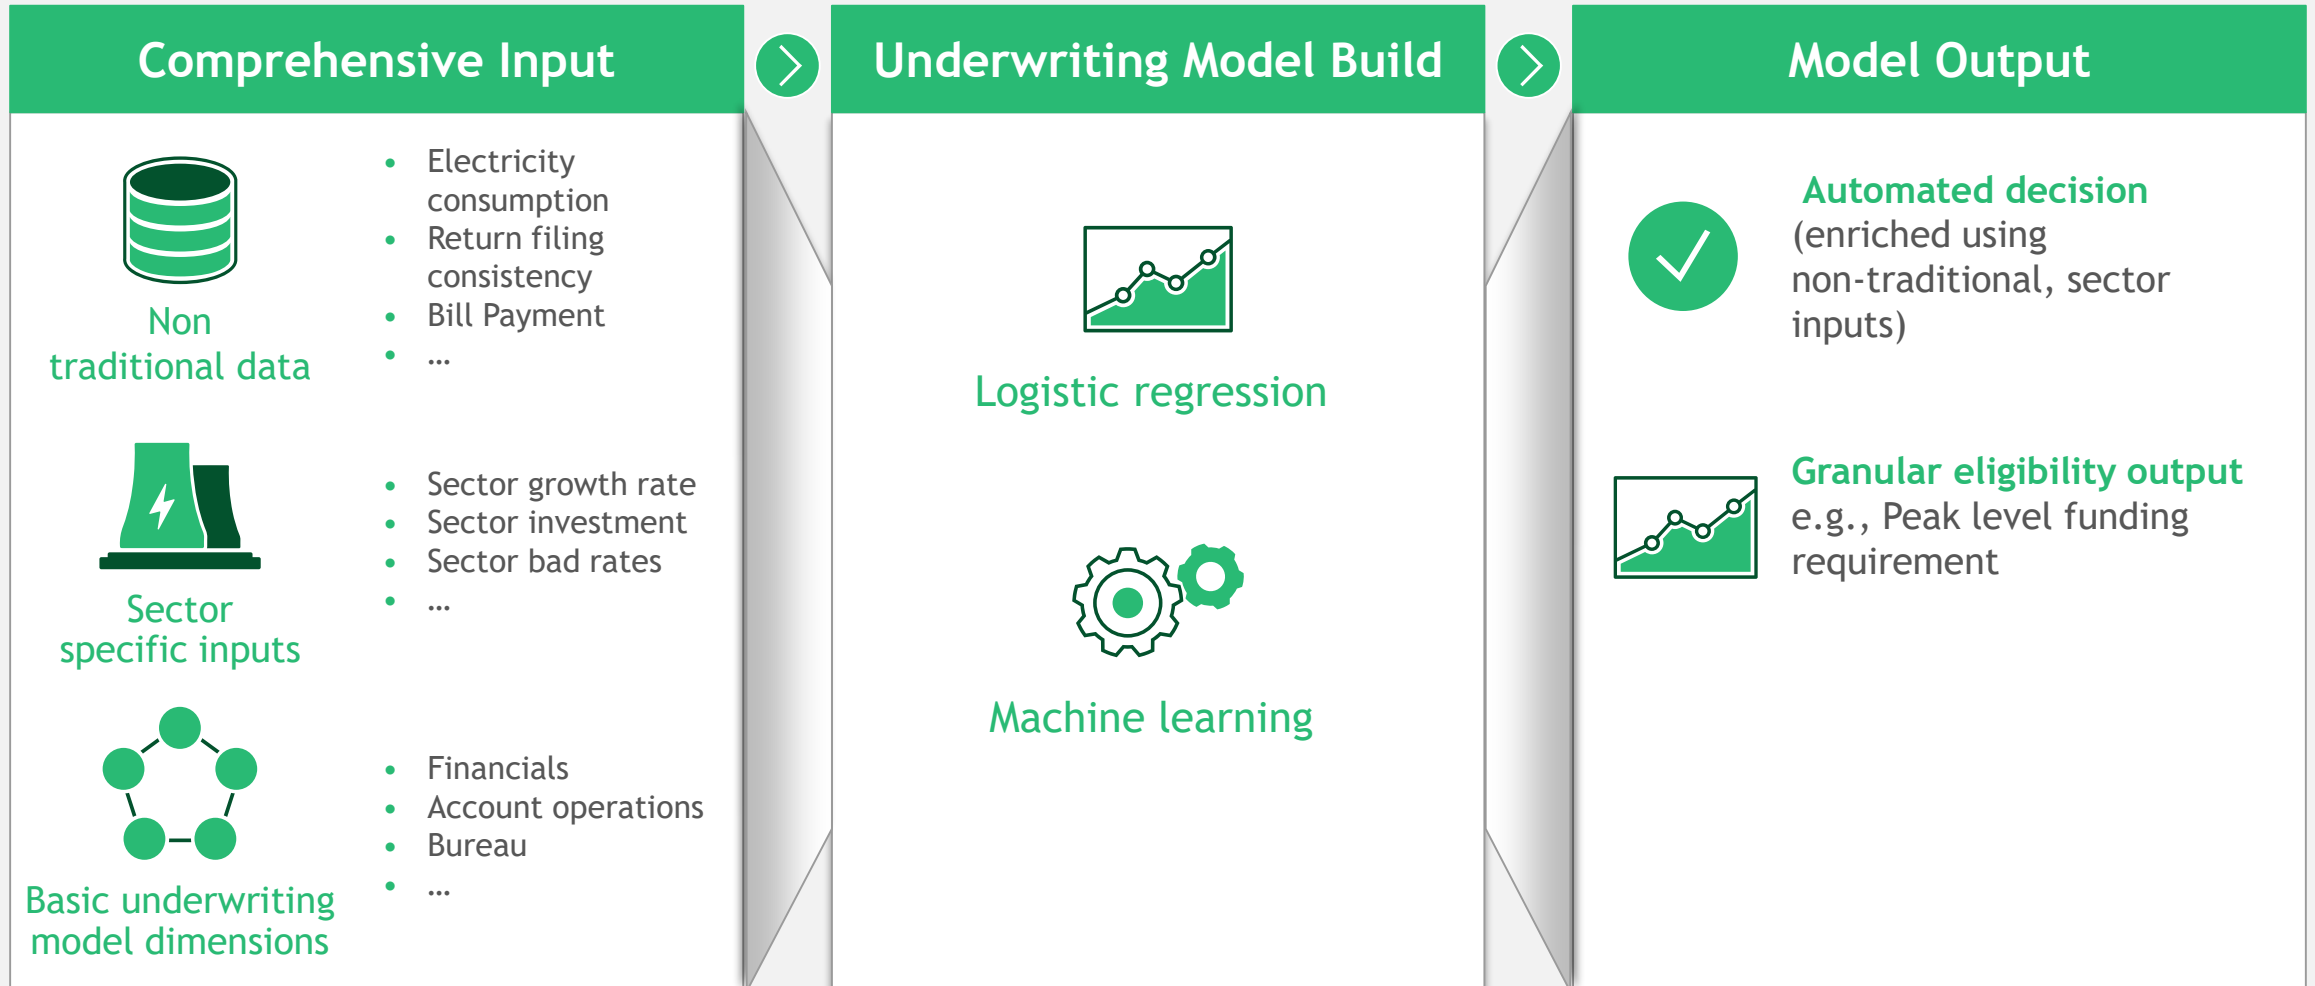 Comprehensive Input
Non
traditional data
• Electricity
consumption
• Return filing
consistency
• Bill Payment
• ...
Sector
specific inputs
• Sector growth rate
• Sector investment
• Sector bad rates
• ...
Basic underwriting
model dimensions
• Financials
• Account operations
• Bureau
• ...
Underwriting Model Build
Logistic regression
Machine learning
Model Output
Automated decision
(enriched using
non-traditional, sector
inputs)
Granular eligibility output
e.g., Peak level funding
requirement